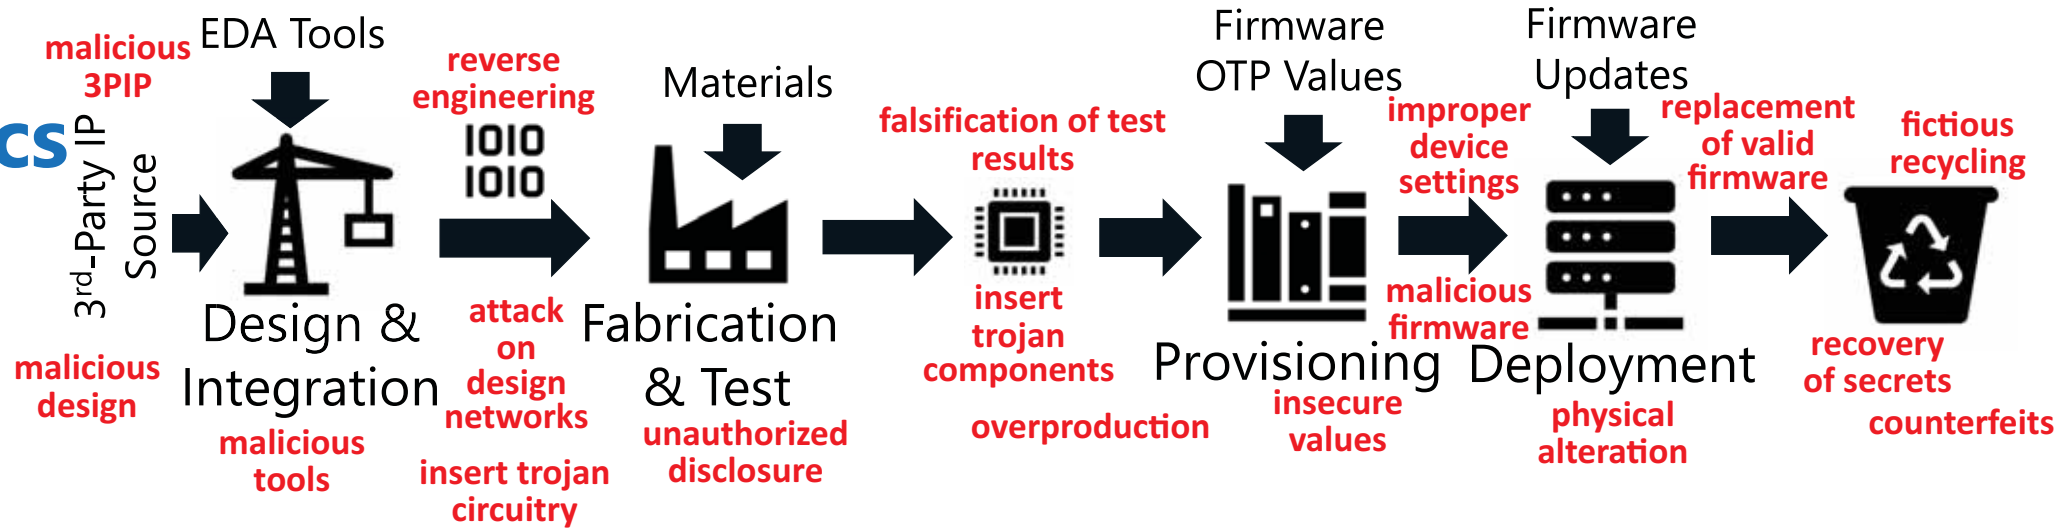 malicious
3PIP
EDA Tools
cs
3rd-Party IP
Source
malicious
design
Design &
Integration
malicious
tools
reverse
engineering
1010
1010
attack
on
design
networks
insert trojan
circuitry
Materials
Fabrication
& Test
unauthorized
disclosure
falsification of test
results
insert
trojan
components
overproduction
Firmware
OTP Values
Provisioning
insecure
values
improper
device
settings
malicious
firmware
Firmware
Updates
Deployment
physical
alteration
replacement
of valid
firmware
fictious
recycling
recovery
of secrets
counterfeits